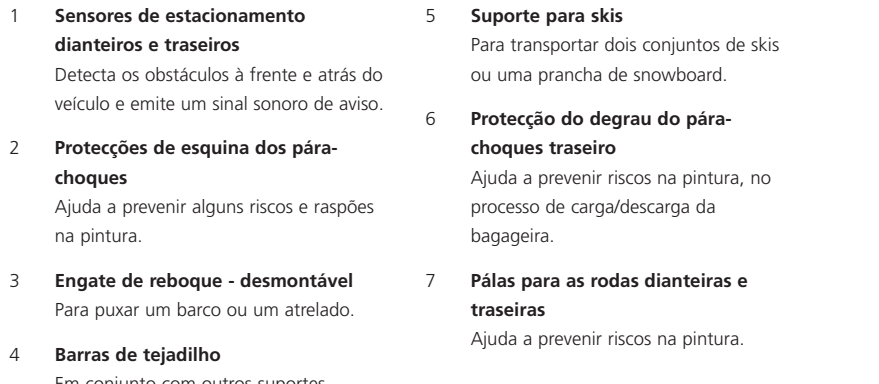 1 Sensores de estacionamento
dianteiros e traseiros
Detecta os obstáculos à frente e atrás do
veículo e emite um sinal sonoro de aviso.
2 Protecções de esquina dos pára-
choques
Ajuda a prevenir alguns riscos e raspões
na pintura.
3 Engate de reboque - desmontável
Para puxar um barco ou um atrelado.
4 Barras de tejadilho
Em conjunto com outros suportes
5 Suporte para skis
Para transportar dois conjuntos de skis
ou uma prancha de snowboard.
6 Protecção do degrau do pára-
choques traseiro
Ajuda a prevenir riscos na pintura, no
processo de carga/descarga da
bagageira.
7 Pálas para as rodas dianteiras e
traseiras
Ajuda a prevenir riscos na pintura.